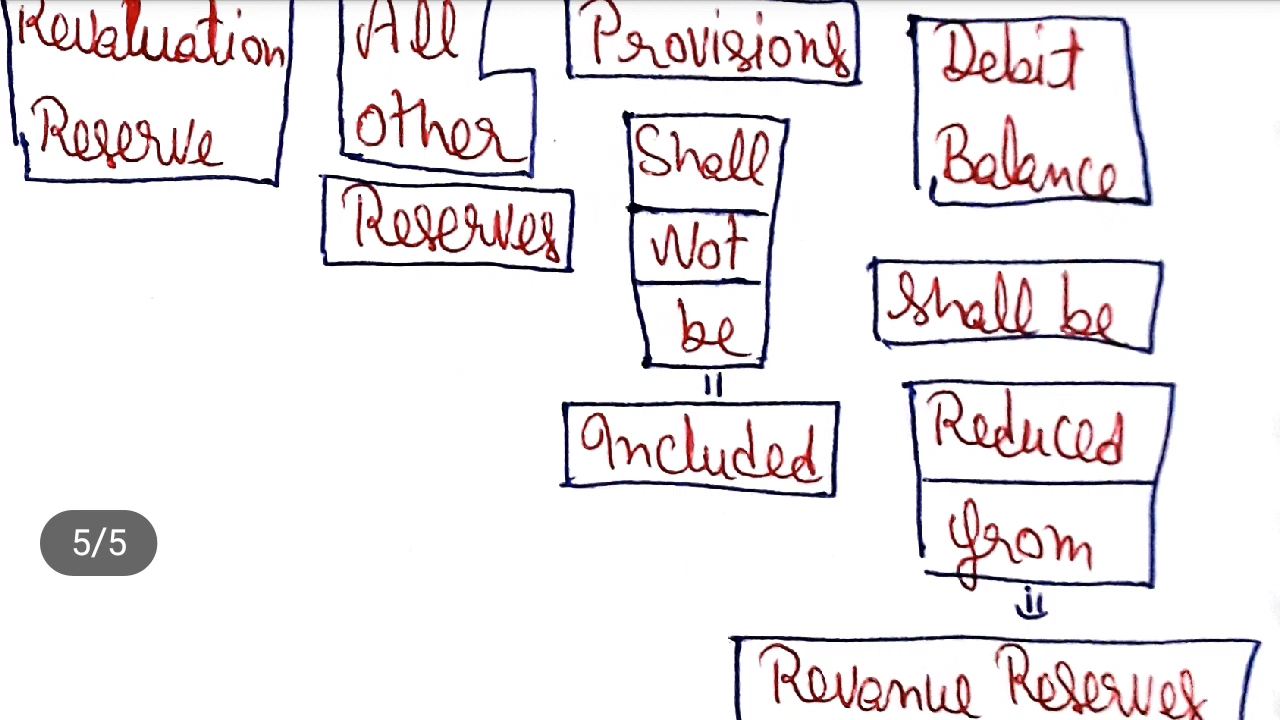 Revaluation
Reserve
All
Other
Reserves
Provisions
Shall
Not
be
Included
Debit
Balance
Shall be
Reduced
from
Revanue Reserves
5/5